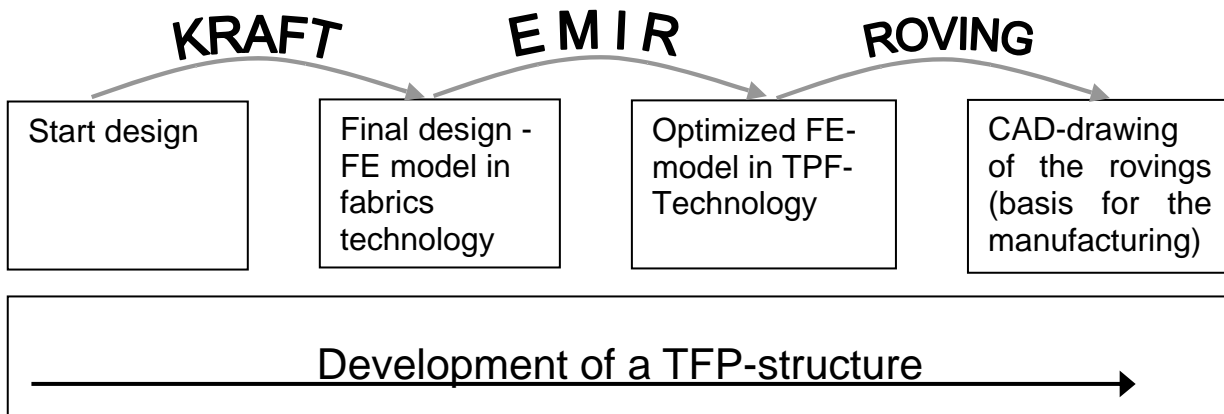 KRAFT
EMIR
ROVING
Start design
Final design -
FE model in
fabrics
technology
Optimized FE-
model in TPF-
Technology
CAD-drawing
of the rovings
(basis for the
manufacturing)
Development of a TFP-structure